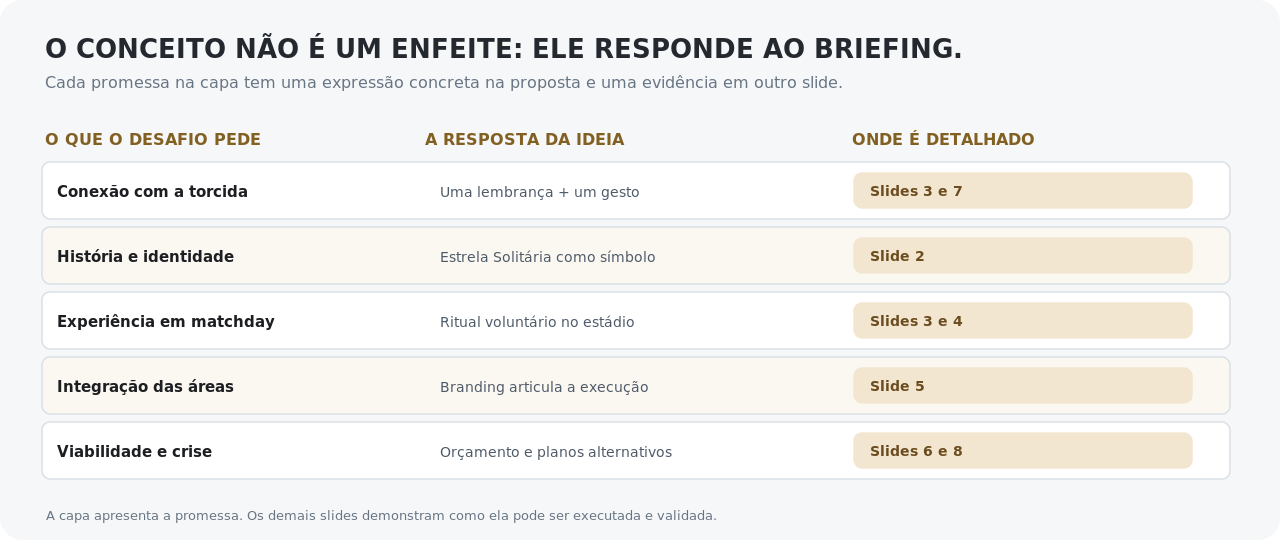 O CONCEITO NÃO É UM ENFEITE: ELE RESPONDE AO BRIEFING.
Cada promessa na capa tem uma expressão concreta na proposta e uma evidência em outro slide.
O QUE O DESAFIO PEDE A RESPOSTA DA IDEIA ONDE É DETALHADO
Conexão com a torcida Uma lembrança + um gesto Slides 3 e 7
História e identidade Estrela Solitária como símbolo Slide 2
Experiência em matchday Ritual voluntário no estádio Slides 3 e 4
Integração das áreas Branding articula a execução Slide 5
Viabilidade e crise Orçamento e planos alternativos Slides 6 e 8
A capa apresenta a promessa. Os demais slides demonstram como ela pode ser executada e validada.